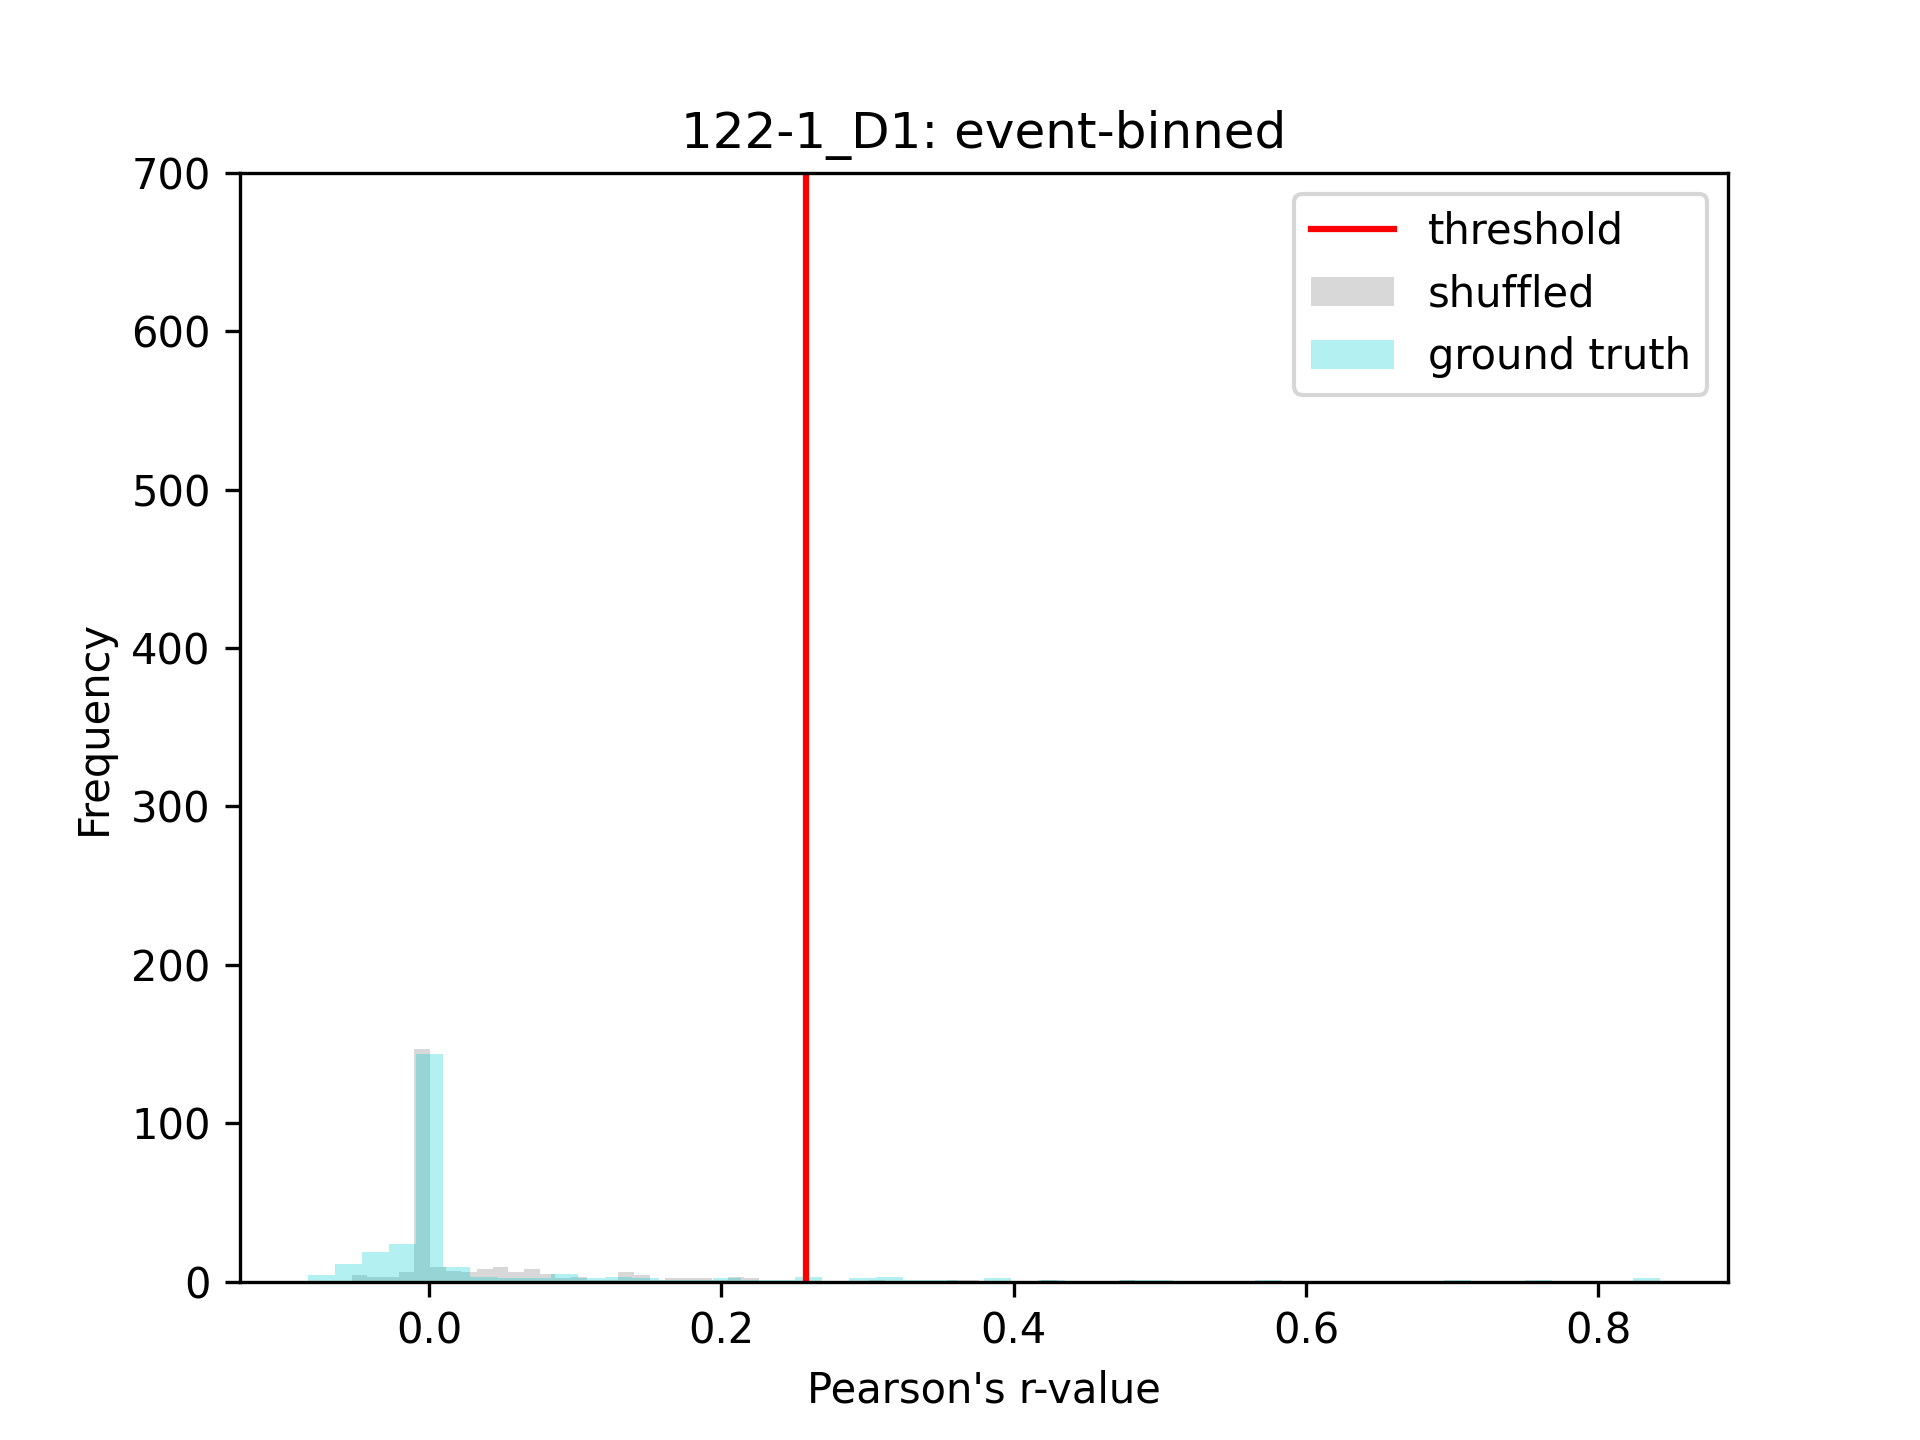 122-1_D1: event-binned
700
600
500
400
300
200
100
0
Frequency
threshold
shuffled
ground truth
0.0 0.2 0.4 0.6 0.8
Pearson's r-value